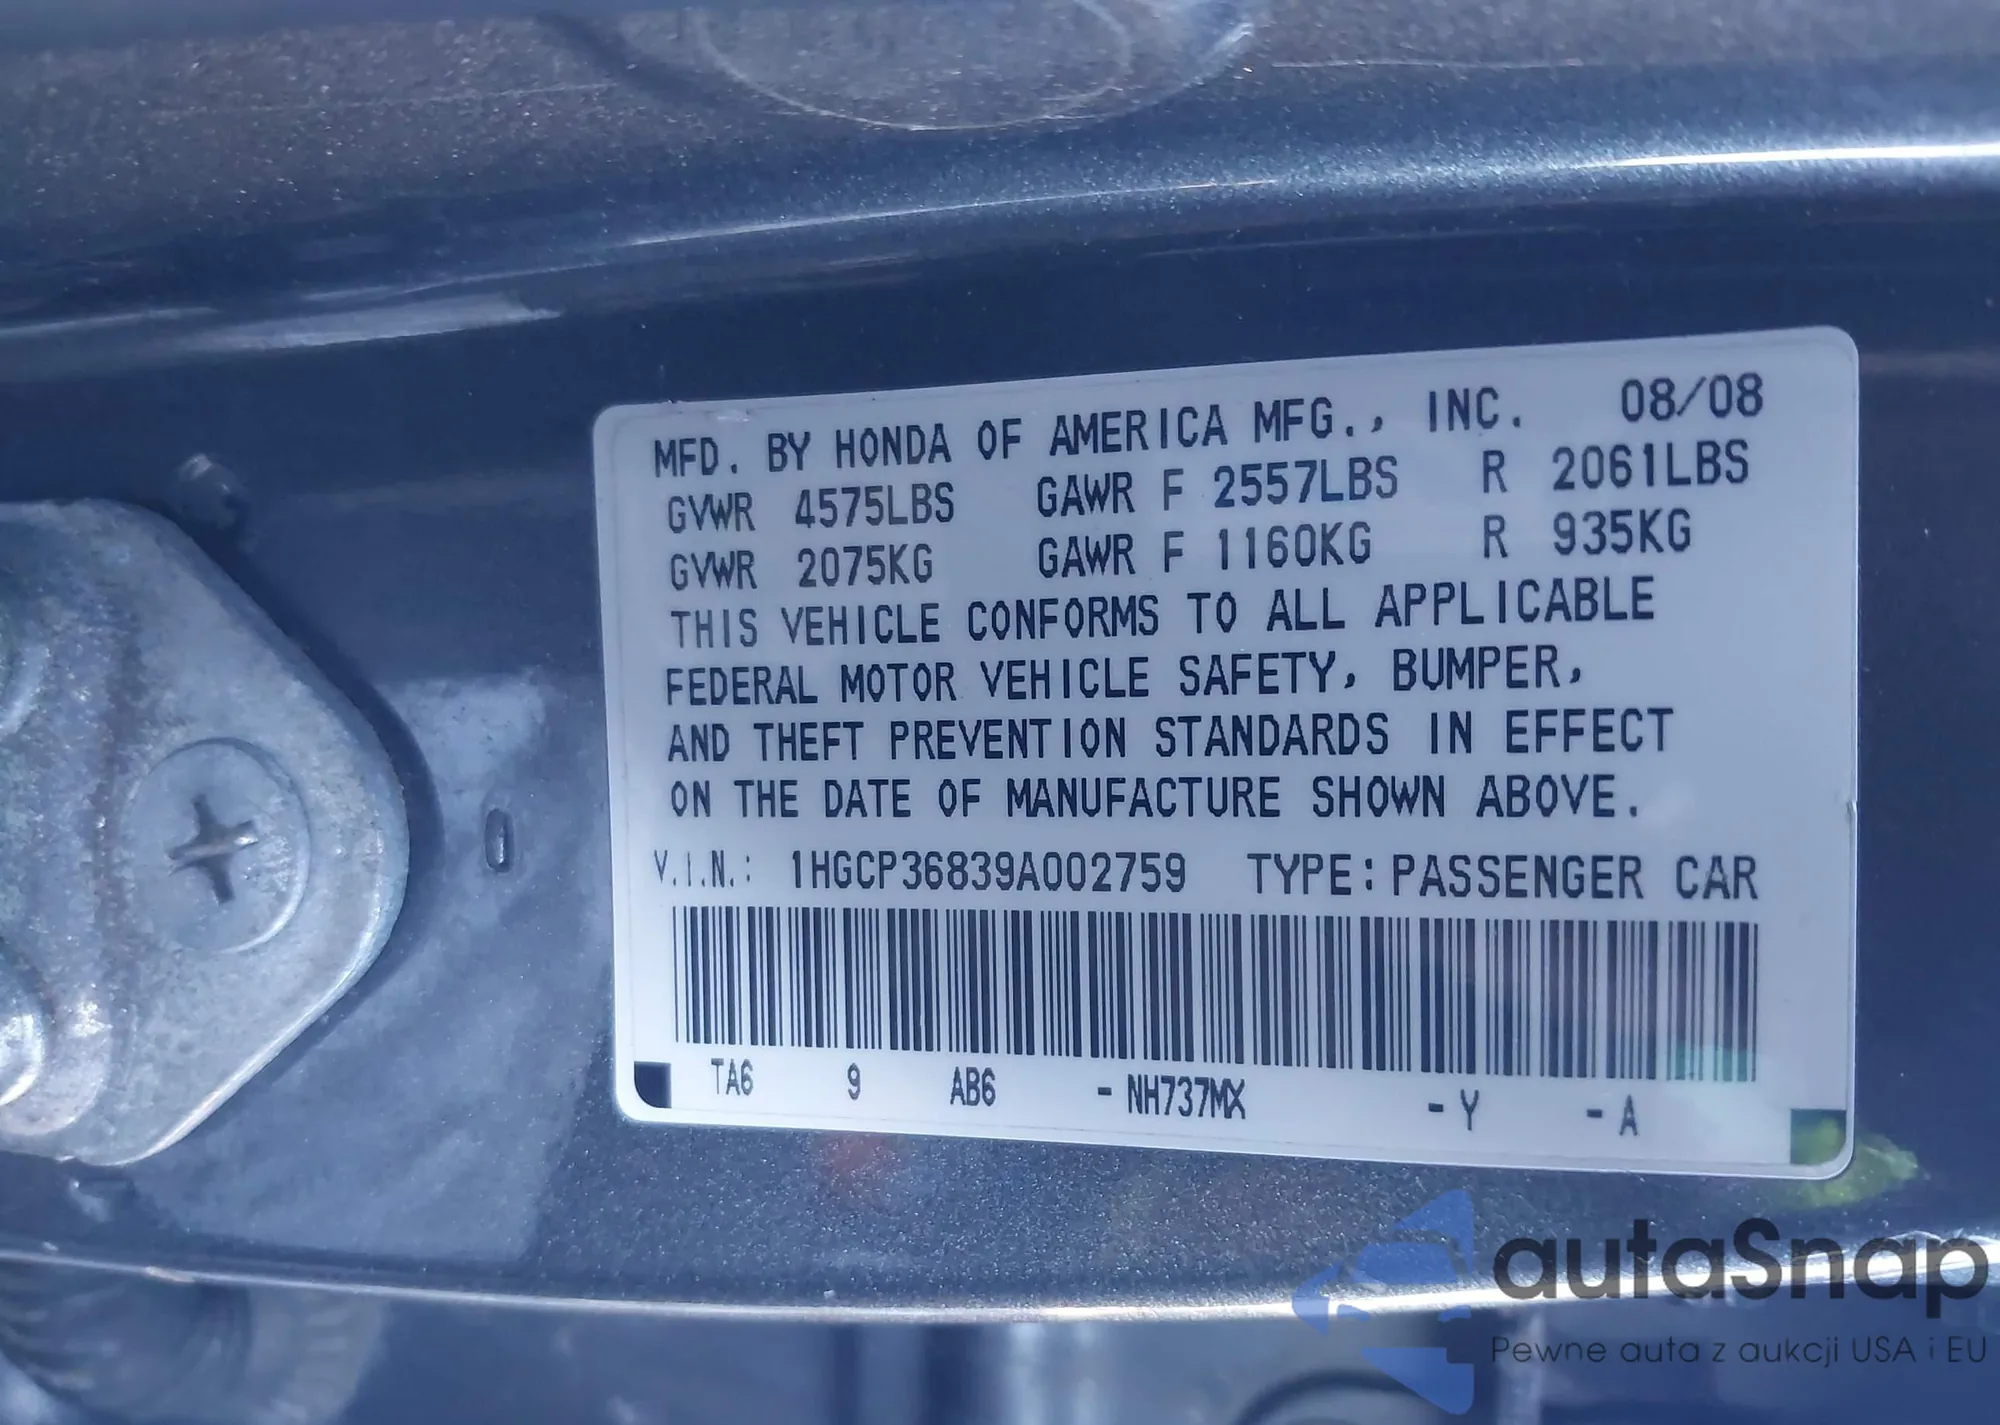 MFD. BY HONDA OF AMERICA MFG., INC. 08/08
GVWR 4575LBS GAWR F 2557LBS R 2061LBS
GVWR 2075KG GAWR F 1160KG R 935KG
THIS VEHICLE CONFORMS TO ALL APPLICABLE
FEDERAL MOTOR VEHICLE SAFETY, BUMPER,
AND THEFT PREVENTION STANDARDS IN EFFECT
ON THE DATE OF MANUFACTURE SHOWN ABOVE.
V.I.N.: 1HGCP36839A002759 TYPE:PASSENGER CAR
TA6 9 AB6 -NH737MX -Y -A
autaSnap
Pewne auta z aukcji USA i EU